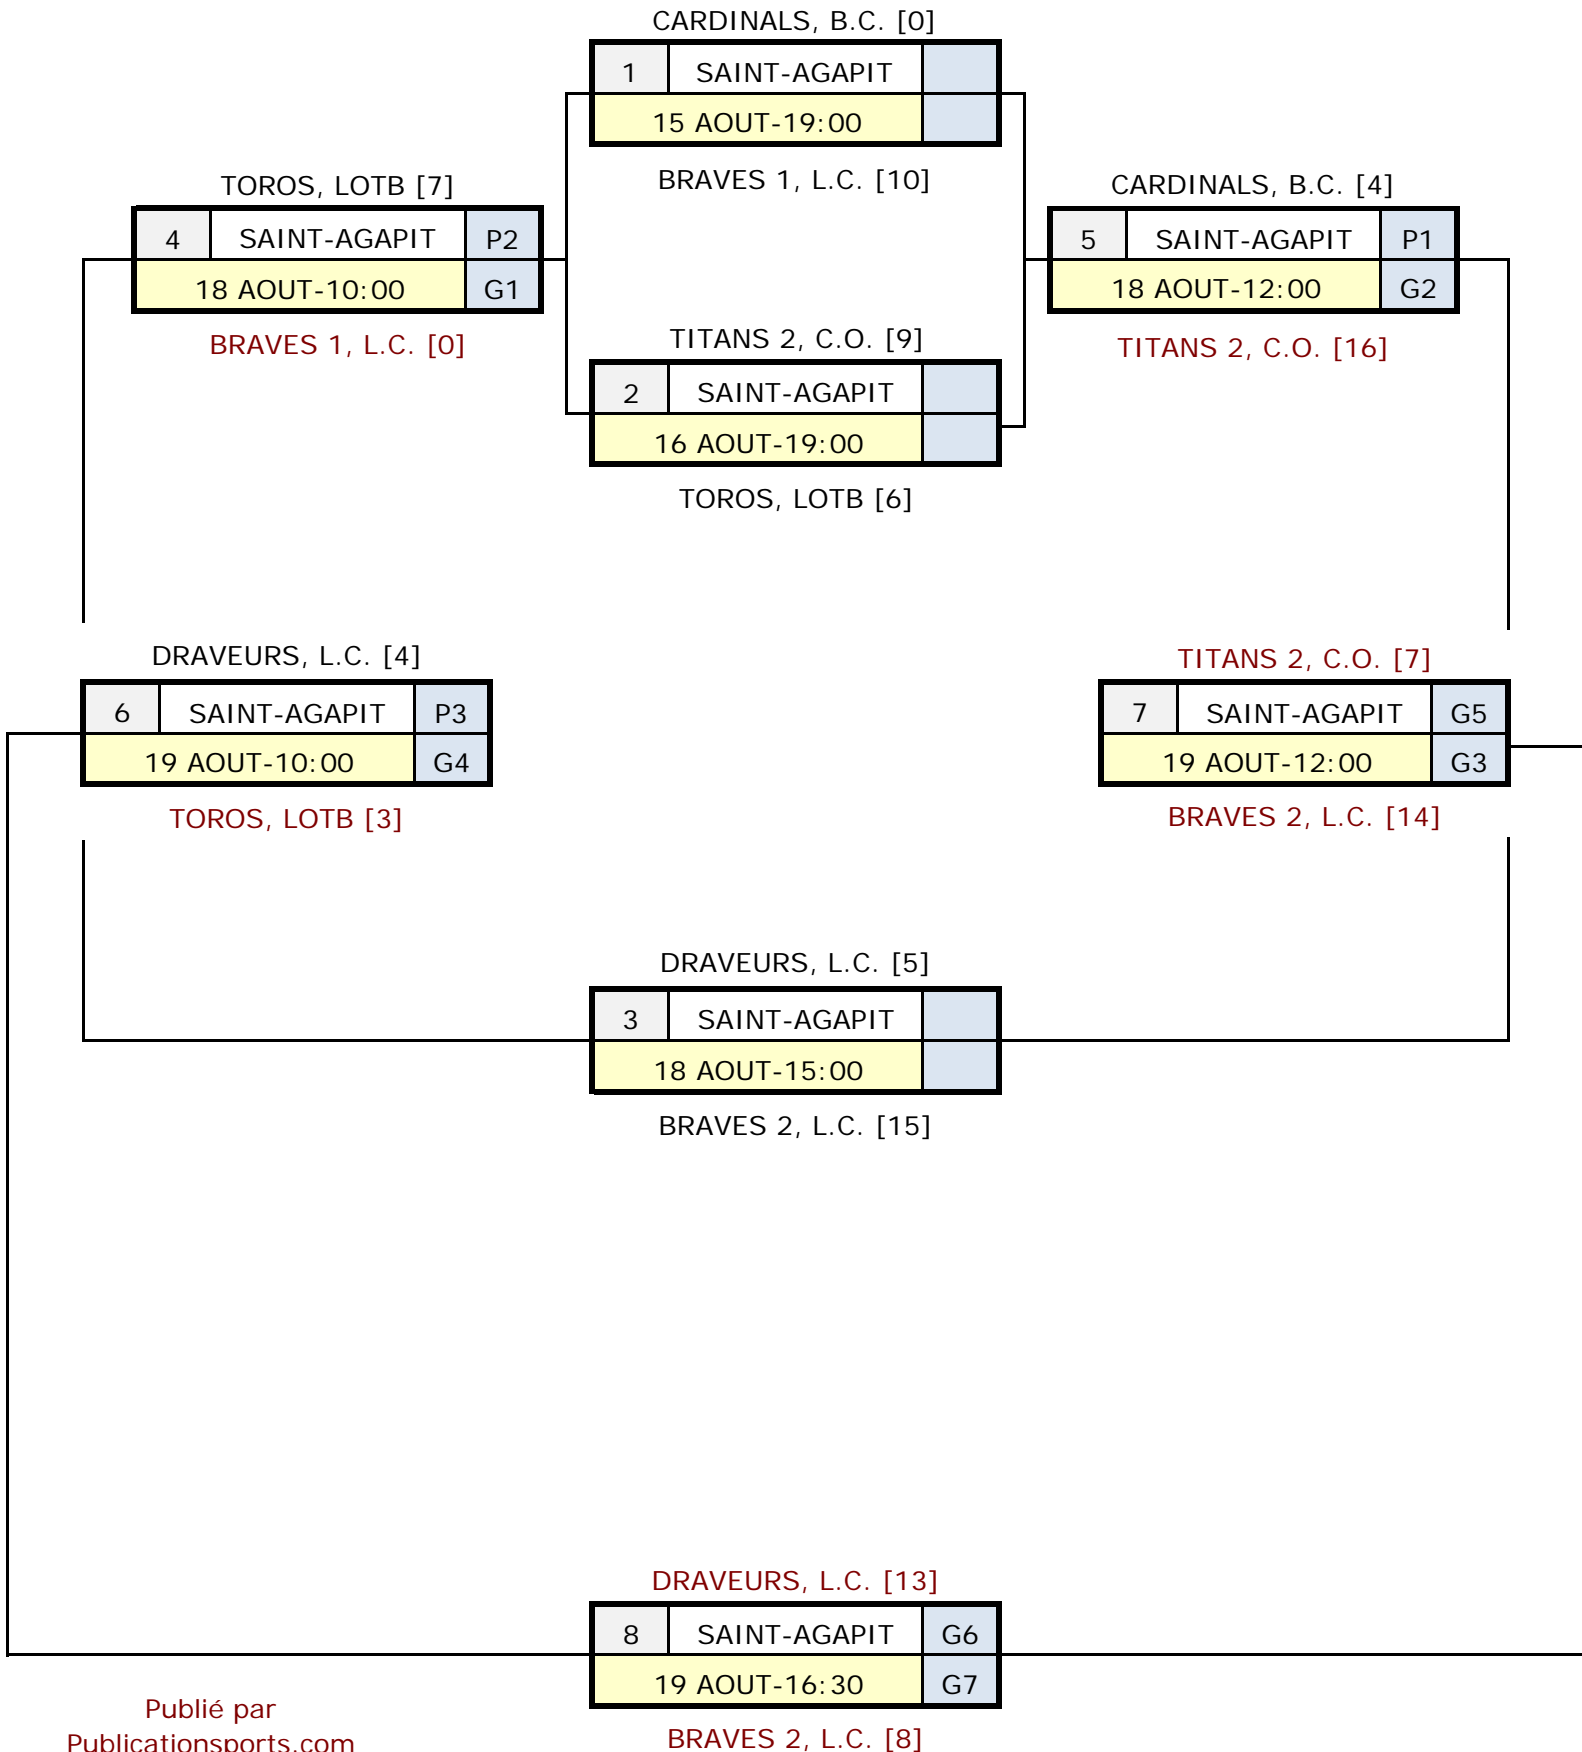 CARDINALS, B.C. [0]
1 SAINT-AGAPIT
15 AOUT-19:00
BRAVES 1, L.C. [10]
TOROS, LOTB [7]
4 SAINT-AGAPIT P2
18 AOUT-10:00 G1
BRAVES 1, L.C. [0]
CARDINALS, B.C. [4]
5 SAINT-AGAPIT P1
18 AOUT-12:00 G2
TITANS 2, C.O. [16]
TITANS 2, C.O. [9]
2 SAINT-AGAPIT
16 AOUT-19:00
TOROS, LOTB [6]
DRAVEURS, L.C. [4]
6 SAINT-AGAPIT P3
19 AOUT-10:00 G4
TOROS, LOTB [3]
TITANS 2, C.O. [7]
7 SAINT-AGAPIT G5
19 AOUT-12:00 G3
BRAVES 2, L.C. [14]
DRAVEURS, L.C. [5]
3 SAINT-AGAPIT
18 AOUT-15:00
BRAVES 2, L.C. [15]
DRAVEURS, L.C. [13]
8 SAINT-AGAPIT G6
19 AOUT-16:30 G7
BRAVES 2, L.C. [8]
Publié par
Publicationsports.com